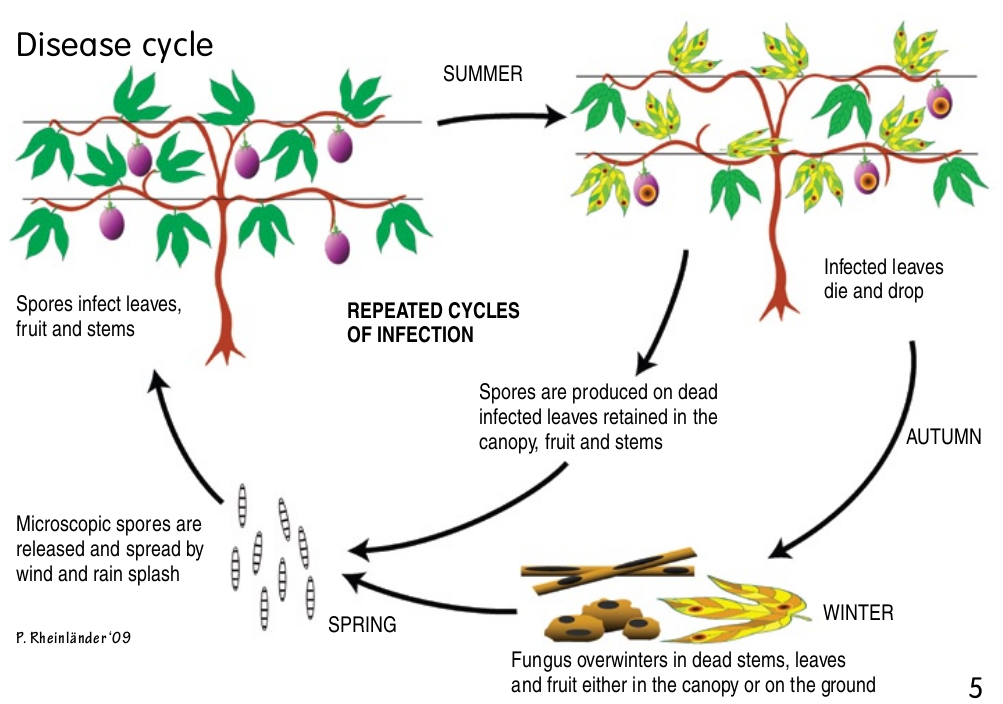 Disease cycle
SUMMER
Spores infect leaves,
fruit and stems
REPEATED CYCLES
OF INFECTION
Infected leaves
die and drop
Spores are produced on dead
infected leaves retained in the
canopy, fruit and stems
AUTUMN
Microscopic spores are
released and spread by
wind and rain splash
SPRING
WINTER
P. Rheinländer '09
Fungus overwinters in dead stems, leaves
and fruit either in the canopy or on the ground
5